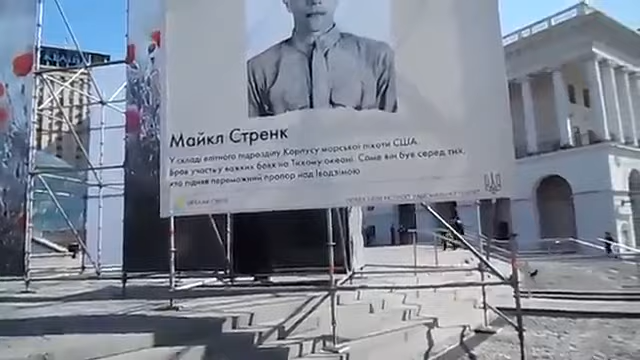 Майкл Стренк
У складі елітного підрозділу Корпусу морської піхоти США.
Брав участь у важких боях на Тихому океані. Саме він був серед тих,
хто підняв переможний прапор над Іводзімою